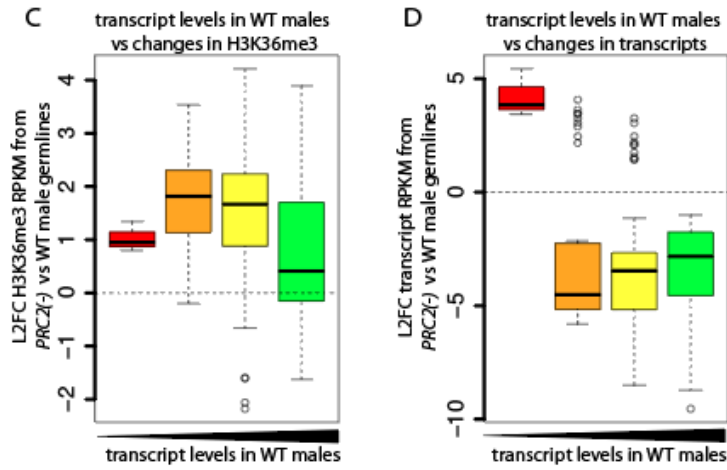 C
transcript levels in WT males
vs changes in H3K36me3
L2FC H3K36me3 RPKM from
PRC2(-) vs WT male germlines
4
3
2
1
0
−1
−2
transcript levels in WT males
D
transcript levels in WT males
vs changes in transcripts
L2FC transcript RPKM from
PRC2(-) vs WT male germlines
5
0
−5
−10
transcript levels in WT males